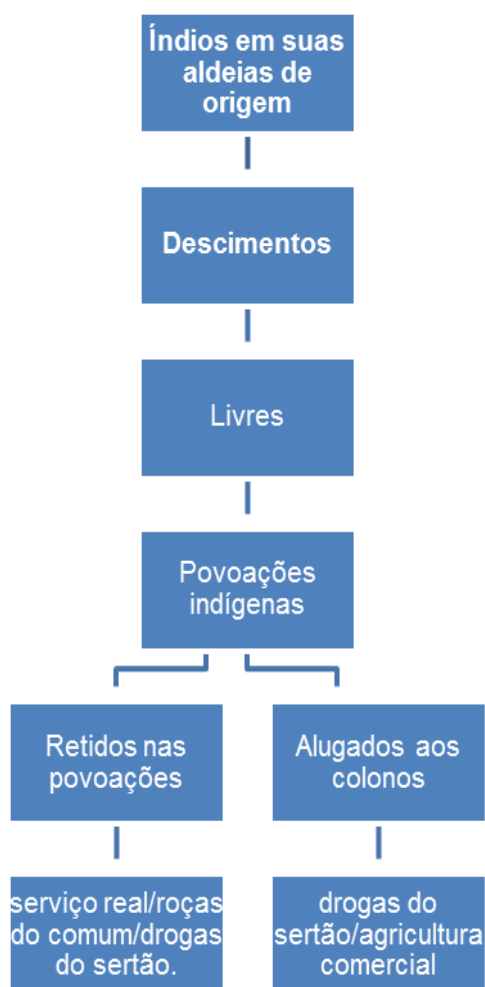 Índios em suas
aldeias de
origem
Descimentos
Livres
Povoações
indígenas
Retidos nas
povoações
Alugados aos
colonos
serviço real/roças
do comum/drogas
do sertão.
drogas do
sertão/agricultura
comercial